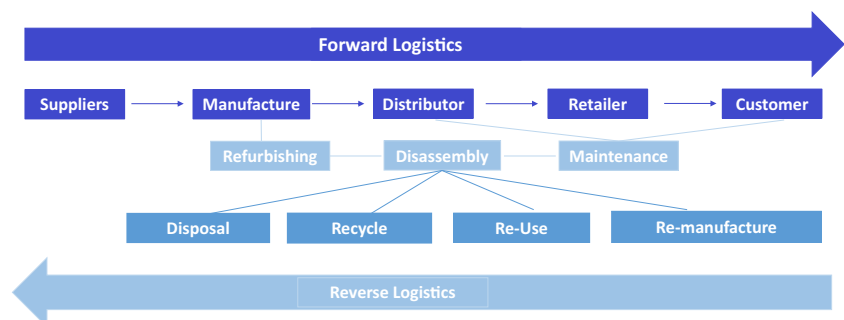 Forward Logistics
Suppliers
Manufacture
Distributor
Retailer
Customer
Refurbishing
Disassembly
Maintenance
Disposal
Recycle
Re-Use
Re-manufacture
Reverse Logistics